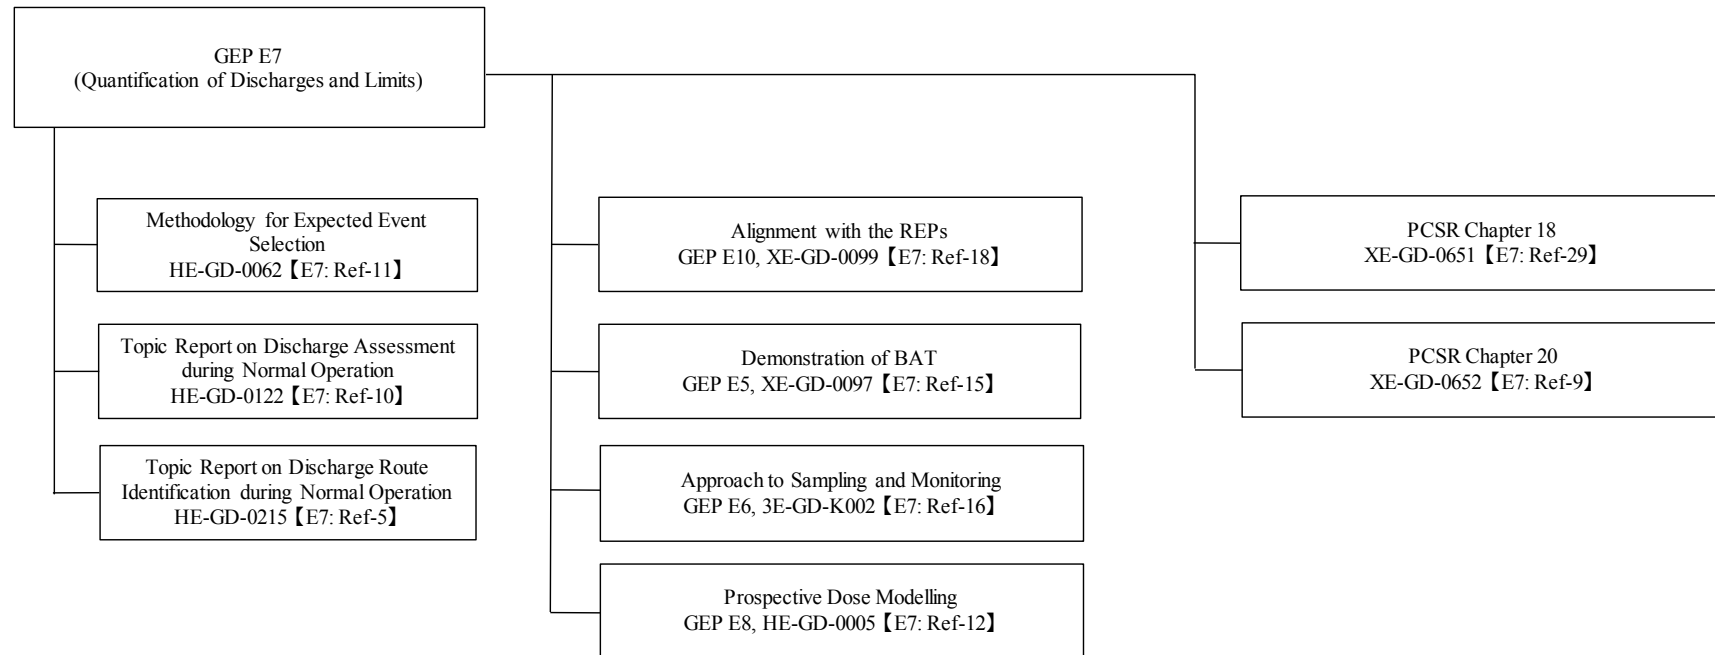 GEP E7
(Quantification of Discharges and Limits)
Methodology for Expected Event
Selection
HE-GD-0062【E7: Ref-11】
Topic Report on Discharge Assessment
during Normal Operation
HE-GD-0122【E7: Ref-10】
Topic Report on Discharge Route
Identification during Normal Operation
HE-GD-0215【E7: Ref-5】
Alignment with the REPs
GEP E10, XE-GD-0099【E7: Ref-18】
Demonstration of BAT
GEP E5, XE-GD-0097【E7: Ref-15】
Approach to Sampling and Monitoring
GEP E6, 3E-GD-K002【E7: Ref-16】
Prospective Dose Modelling
GEP E8, HE-GD-0005【E7: Ref-12】
PCSR Chapter 18
XE-GD-0651【E7: Ref-29】
PCSR Chapter 20
XE-GD-0652【E7: Ref-9】